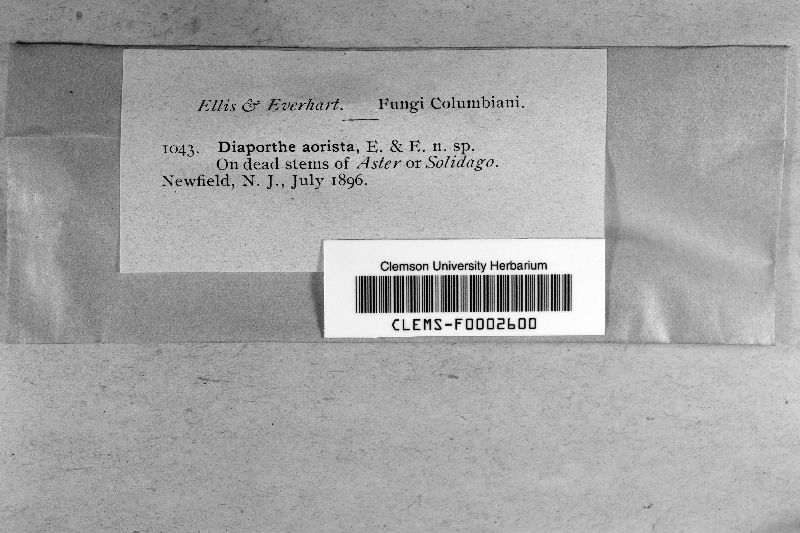 Ellis & Everhart. Fungi Columbiani.
1043. Diaporthe aorista, E. & E. n. sp.
On dead stems of Aster or Solidago.
Newfield, N. J., July 1896.
Clemson University Herbarium
CLEMS-F0002600